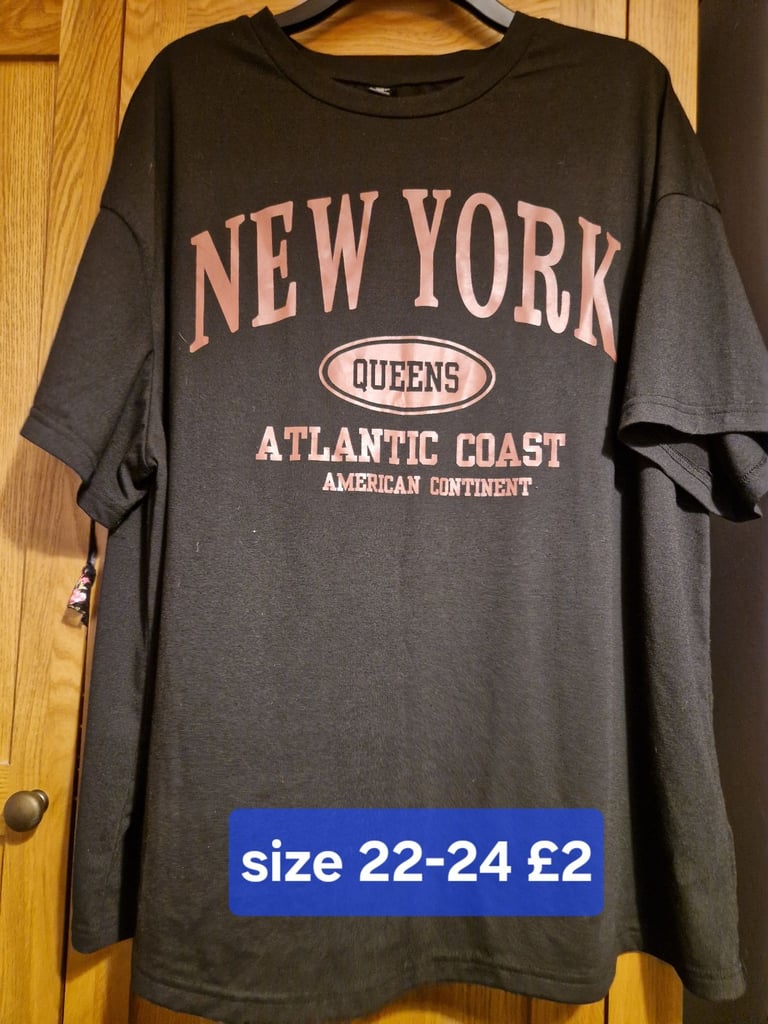 NEW YORK
QUEENS
ATLANTIC COAST
AMERICAN CONTINENT
size 22-24 £2